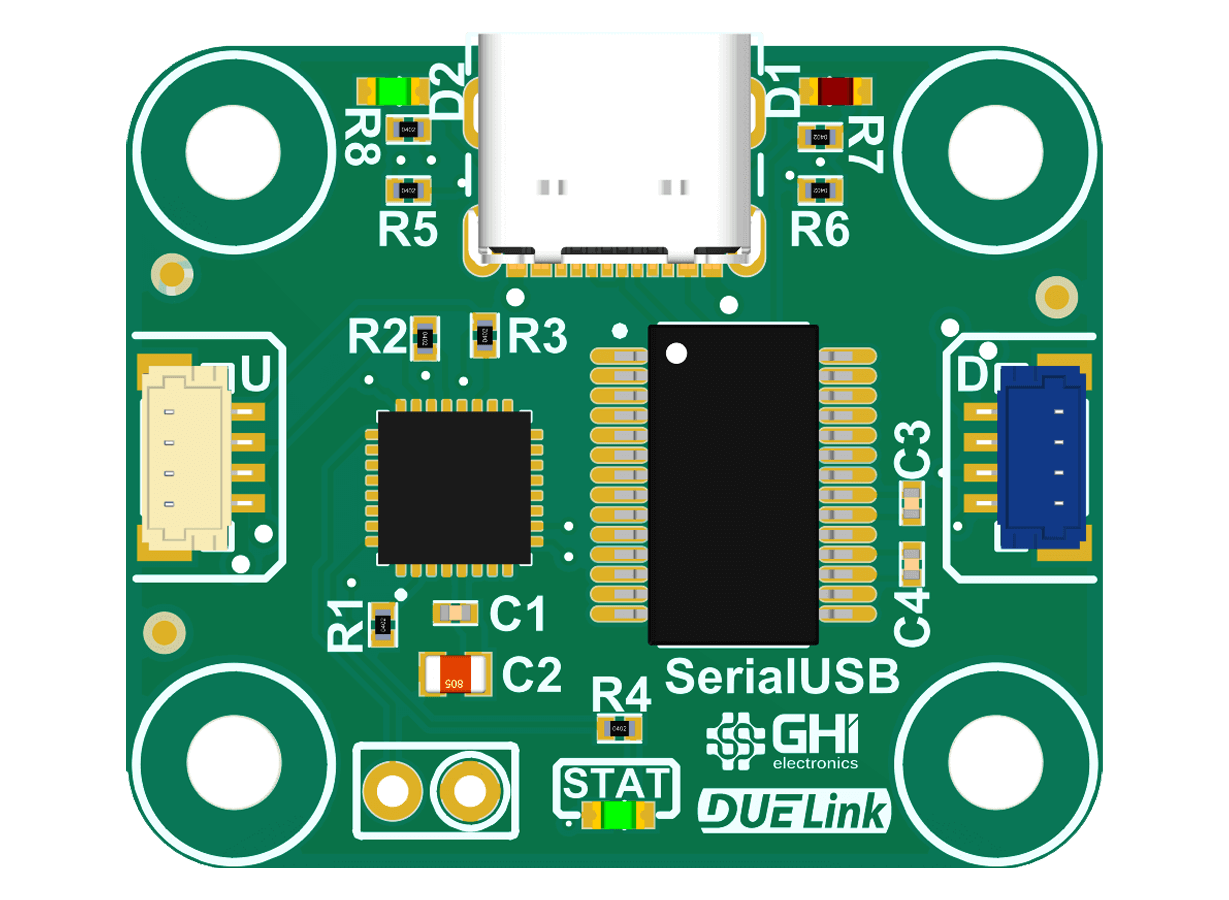 D2
D1
R8
R7
R5
R6
R2
R3
U
D
C3
R1
C1
C4
C2
805
SerialUSB
R4
0402
GHI
electronics
STAT
DUELink